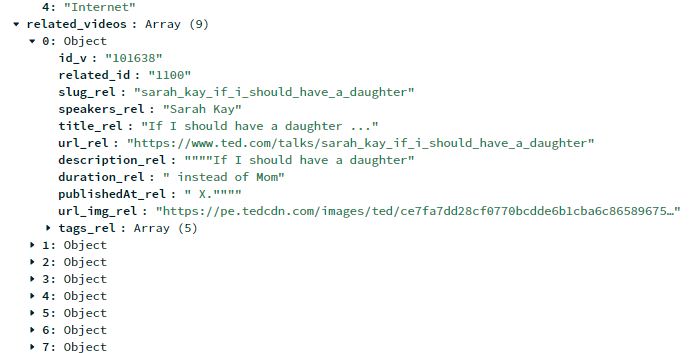 4: "Internet"
related_videos: Array (9)
0: Object
id_v: "101638"
related_id: "1100"
slug_rel: "sarah_kay_if_i_should_have_a_daughter"
speakers_rel: "Sarah Kay"
title_rel: "If I should have a daughter ..."
url_rel: "https://www.ted.com/talks/sarah_kay_if_i_should_have_a_daughter"
description_rel: """"If I should have a daughter"
duration_rel: " instead of Mom"
publishedAt_rel: " X.""""
url_img_rel: "https://pe.tedcdn.com/images/ted/ce7fa7dd28cf0770bcdde6b1cba6c86589675…"
tags_rel: Array (5)
1: Object
2: Object
3: Object
4: Object
5: Object
6: Object
7: Object